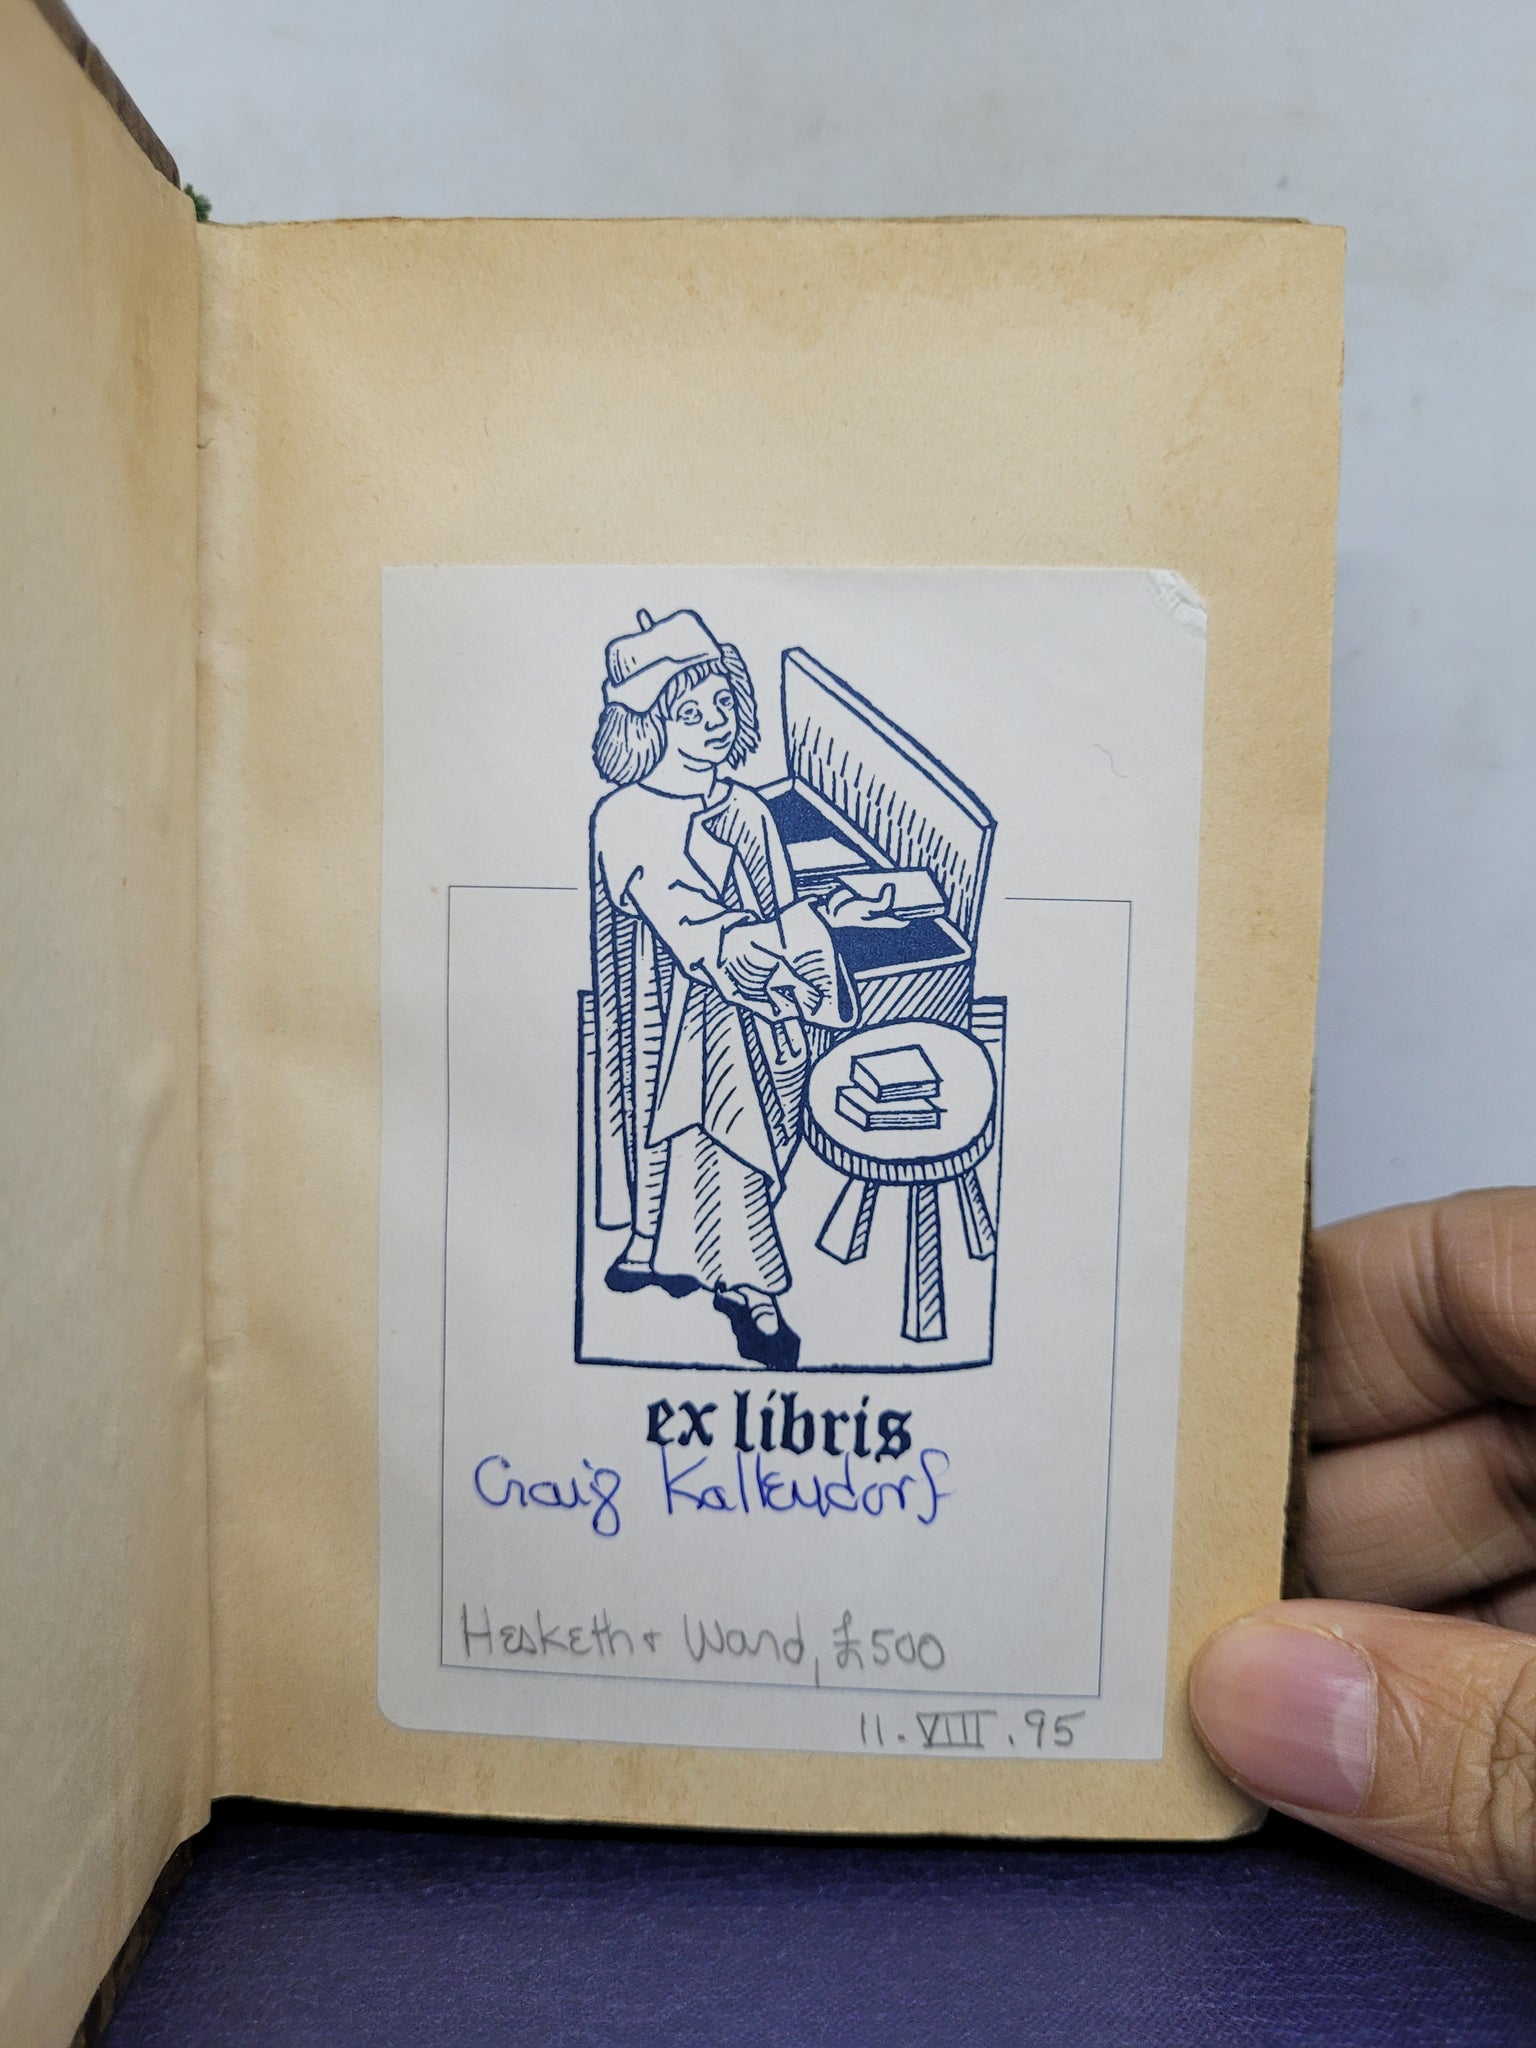 ex libris
Craig Kallendorf
Hesketh + Ward, £500
11.VIII.95